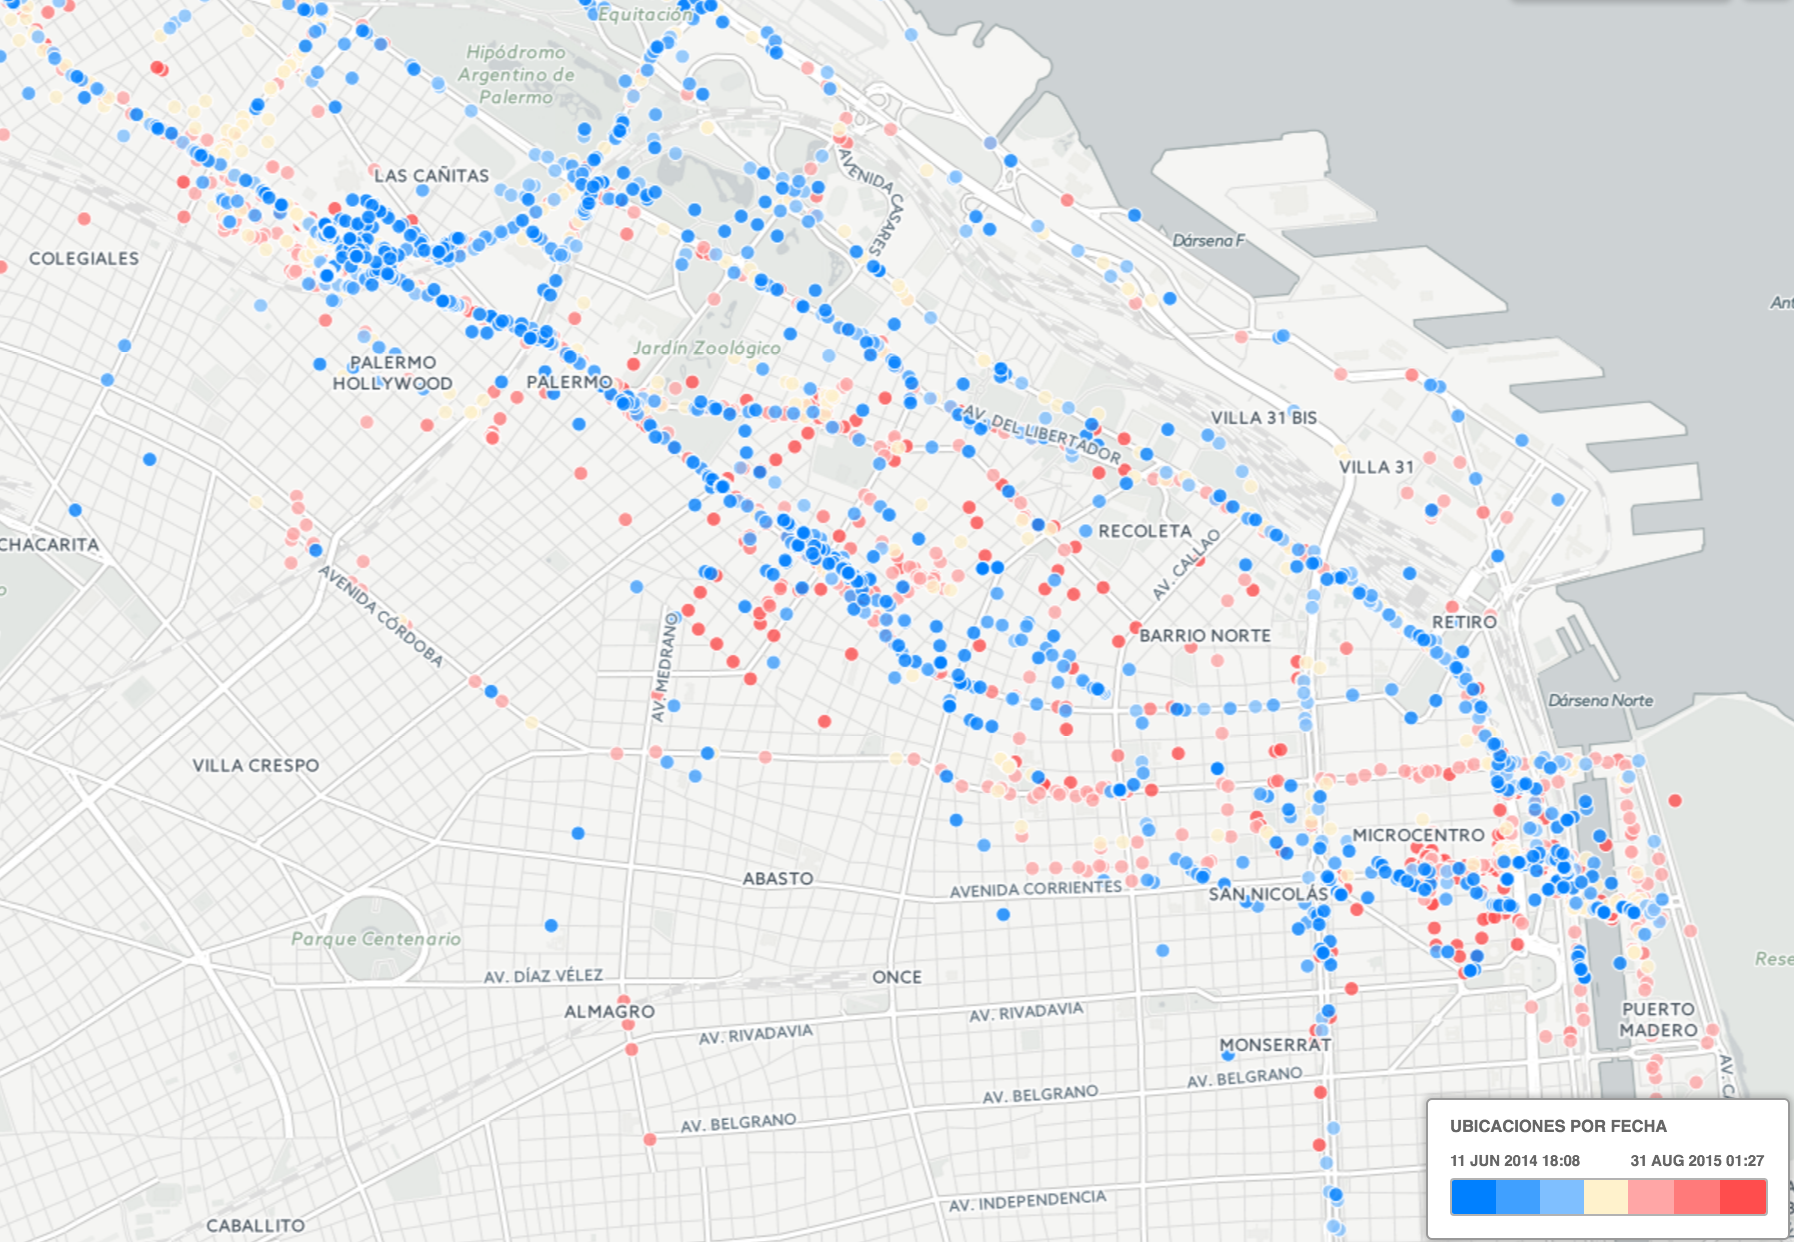 Equitación
Hipódromo
Argentino de
Palermo
LAS CAÑITAS
AVENIDA CASARES
COLEGIALES
Dársena F
Jardín Zoológico
PALERMO
HOLLYWOOD
PALERMO
AV. DEL LIBERTADOR
VILLA 31 BIS
VILLA 31
CHACARITA
RECOLETA
AV. CALLAO
AVENIDA CÓRDOBA
AV. MEDRANO
BARRIO NORTE
RETIRO
Dársena Norte
VILLA CRESPO
MICROCENTRO
ABASTO
AVENIDA CORRIENTES
SAN NICOLÁS
Parque Centenario
AV. DÍAZ VÉLEZ
ONCE
ALMAGRO
AV. RIVADAVIA
AV. RIVADAVIA
PUERTO
MADERO
MONSERRAT
AV. BELGRANO
AV. BELGRANO
AV. BELGRANO
AV. INDEPENDENCIA
CABALLITO
UBICACIONES POR FECHA
11 JUN 2014 18:08 31 AUG 2015 01:27